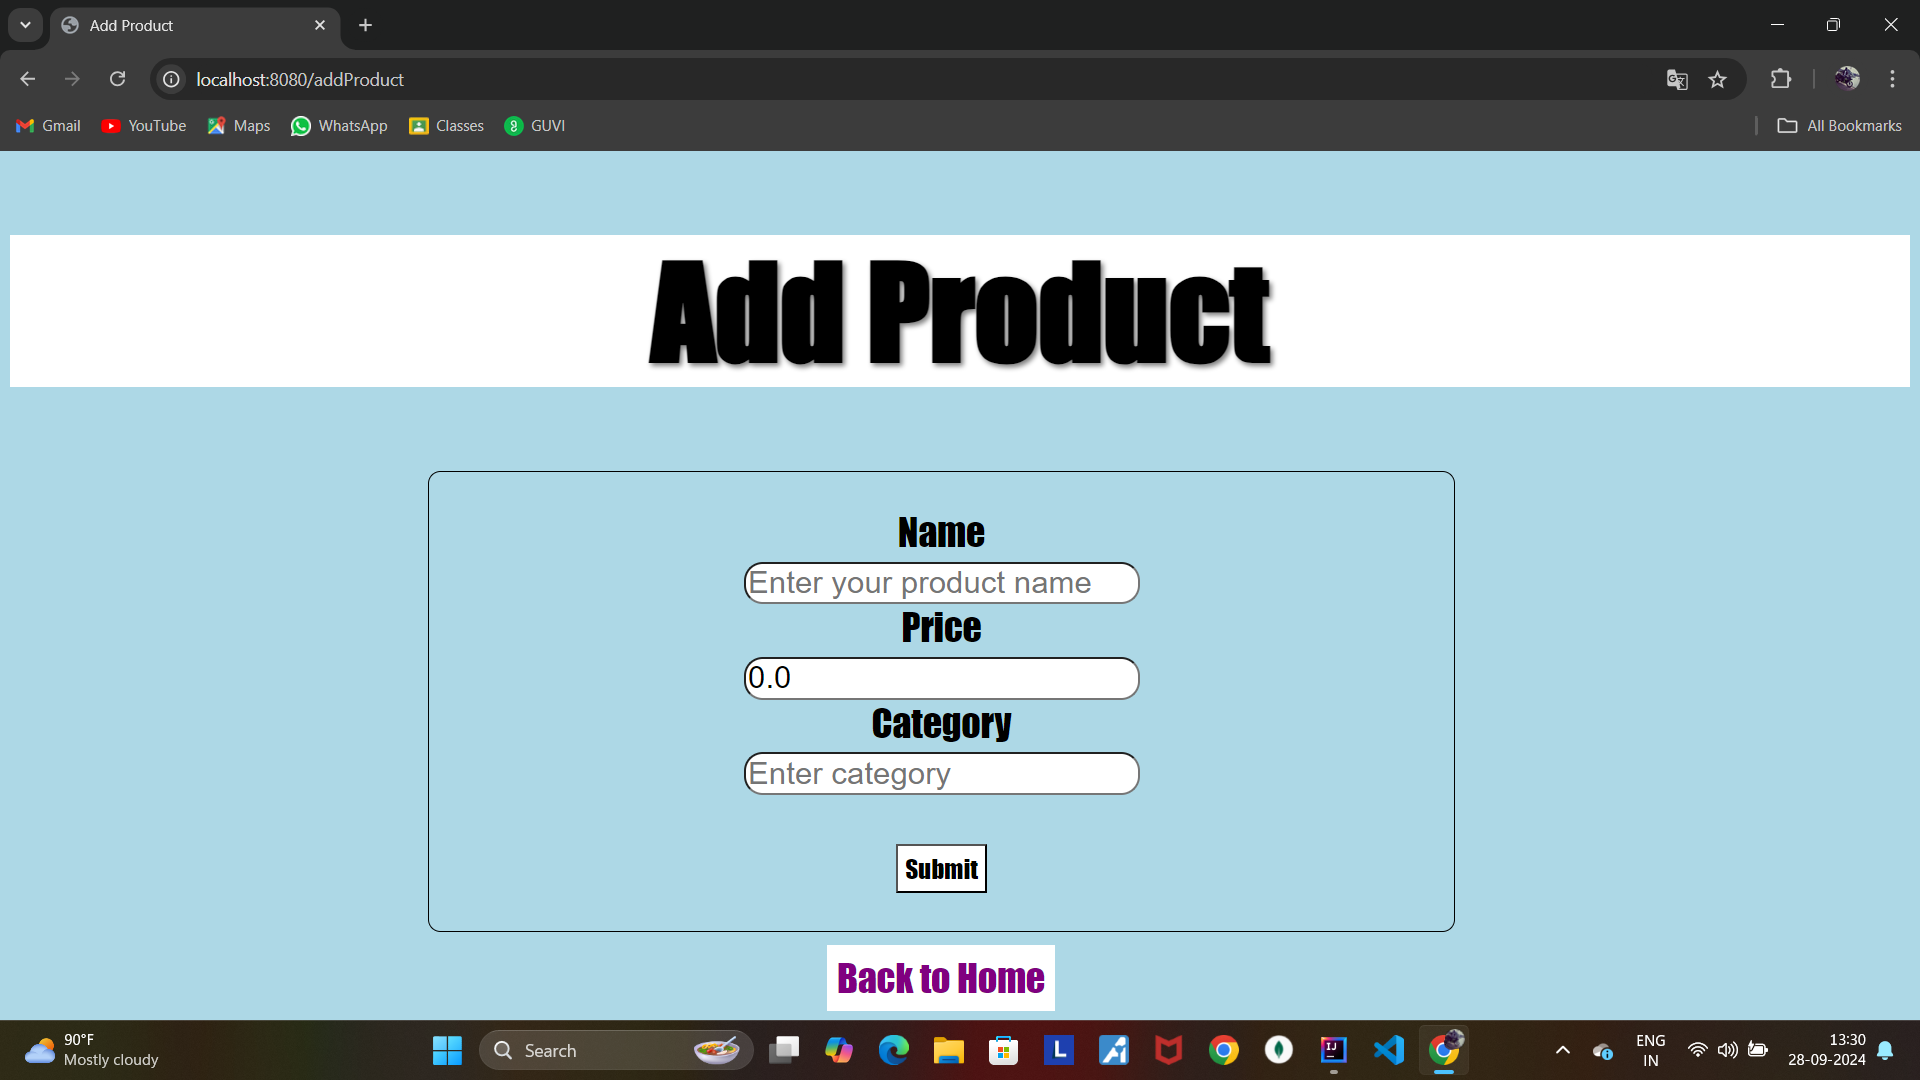 Add Product
localhost:8080/addProduct
Gmail YouTube Maps WhatsApp Classes GUVI All Bookmarks
Add Product
Name
Enter your product name
Price
0.0
Category
Enter category
Submit
Back to Home
90°F
Mostly cloudy
Search
ENG
IN
13:30
28-09-2024